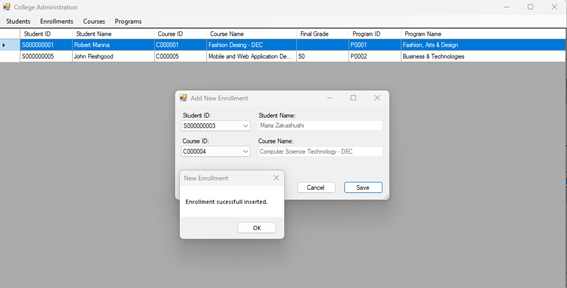 College Administration
Students Enrollments Courses Programs
Student ID Student Name Course ID Course Name Final Grade Program ID Program Name
S000000001 Robert Manna C000001 Fashion Desing - DEC P0001 Fashion, Arts & Design
S000000005 John Fleshgood C000005 Mobile and Web Application De... 50 P0002 Business & Technologies
Add New Enrollment
Student ID: Student Name:
S000000003 Maria Zakashushi
Course ID: Course Name:
C000004 Computer Science Technology - DEC
Cancel Save
New Enrollment
Enrollment sucessfull inserted.
OK